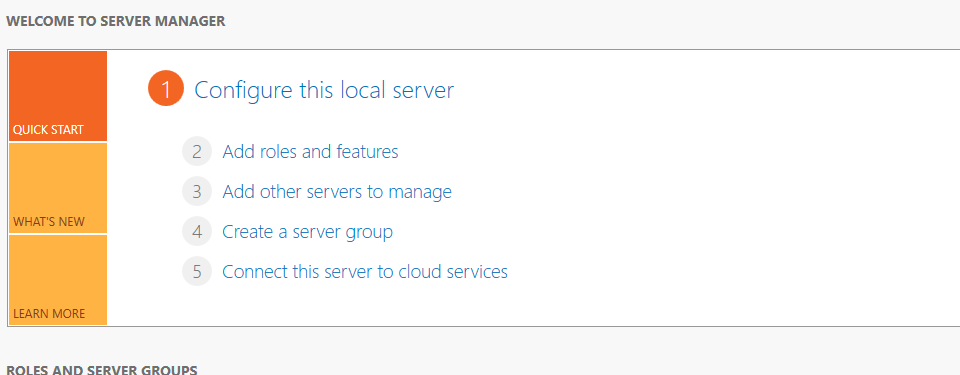 WELCOME TO SERVER MANAGER
QUICK START
WHAT'S NEW
LEARN MORE
1 Configure this local server
2 Add roles and features
3 Add other servers to manage
4 Create a server group
5 Connect this server to cloud services
ROLES AND SERVER GROUPS